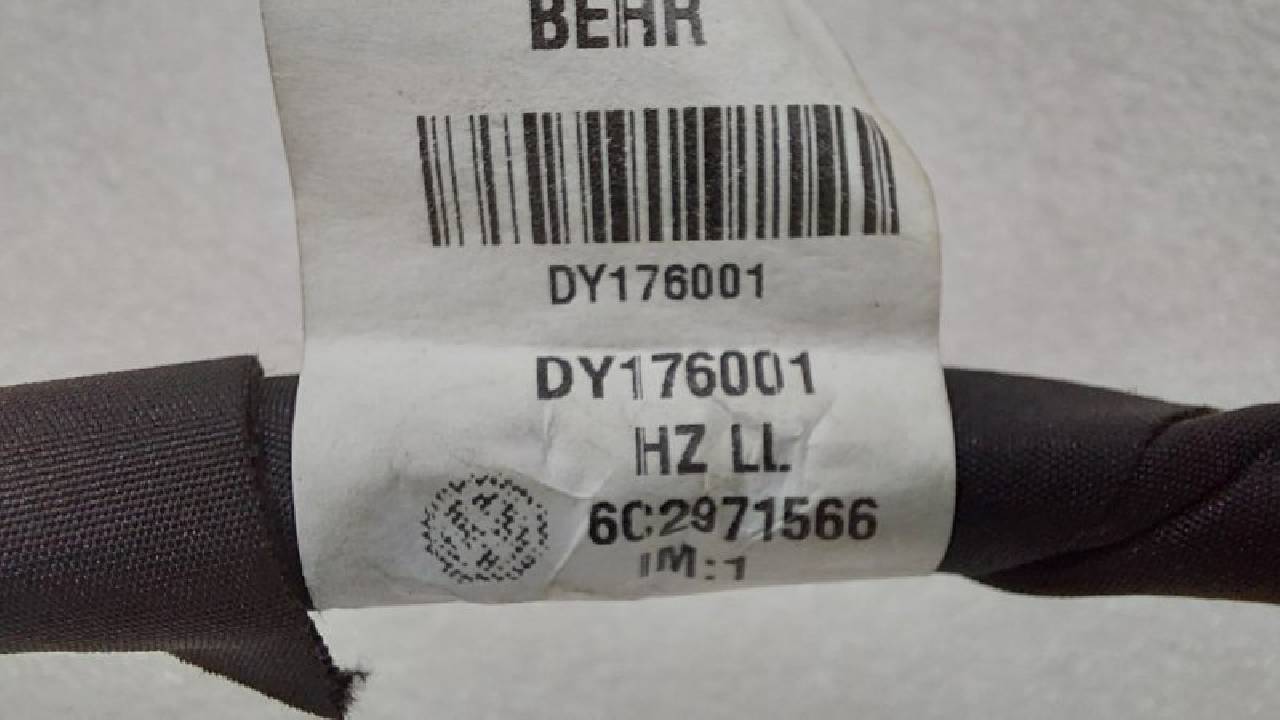 BEHR
DY176001
DY176001
HZ LL
6C2971566
IM:1